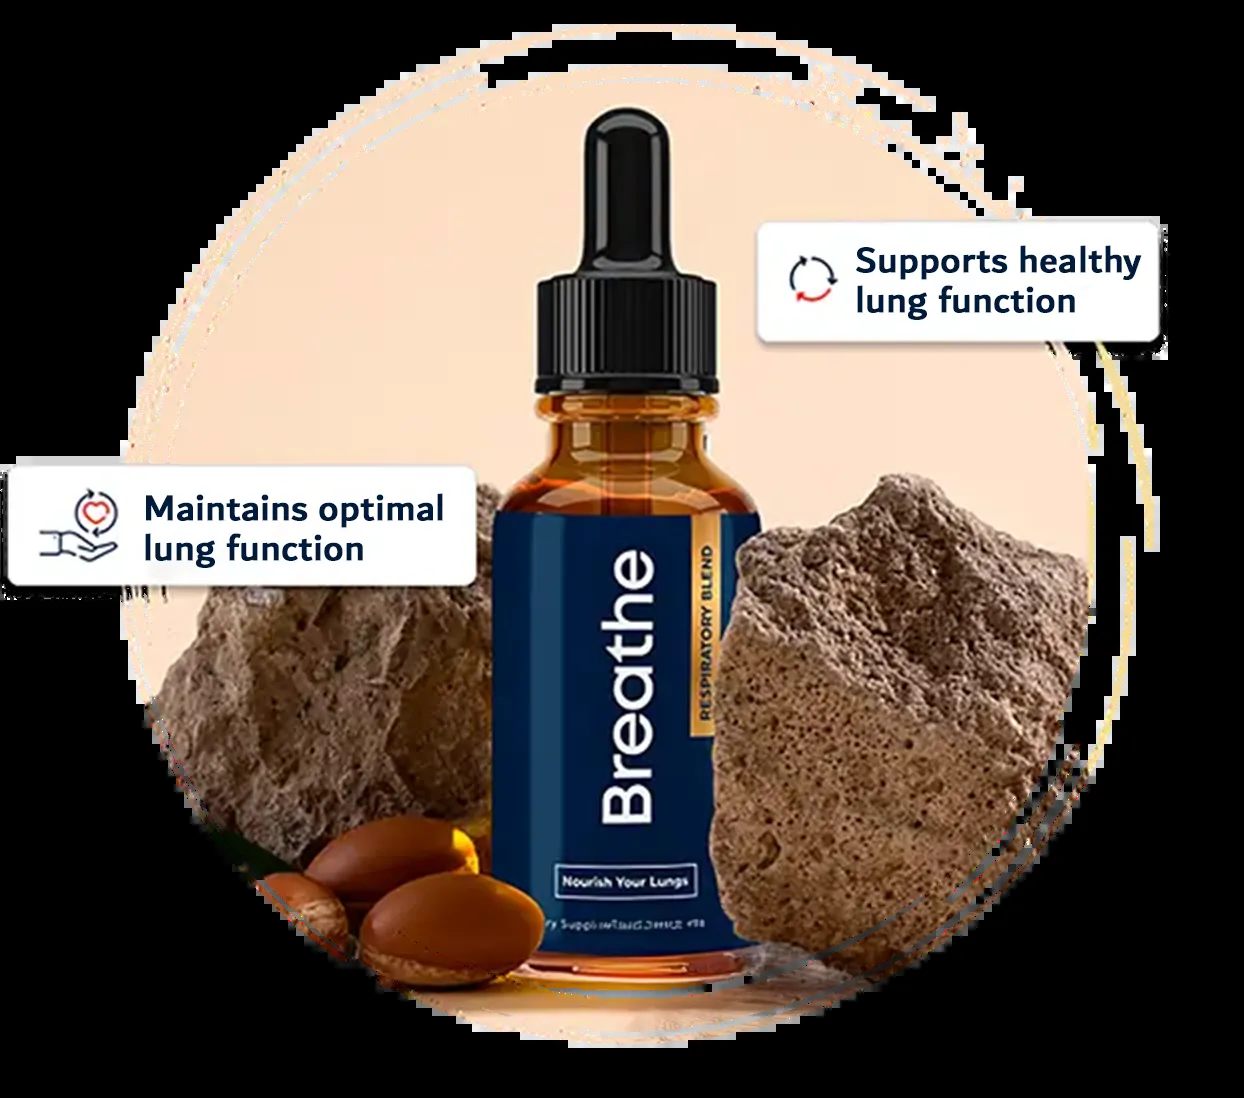 Supports healthy
lung function
Maintains optimal
lung function
Breathe
RESPIRATORY BLEND
Nourish Your Lungs